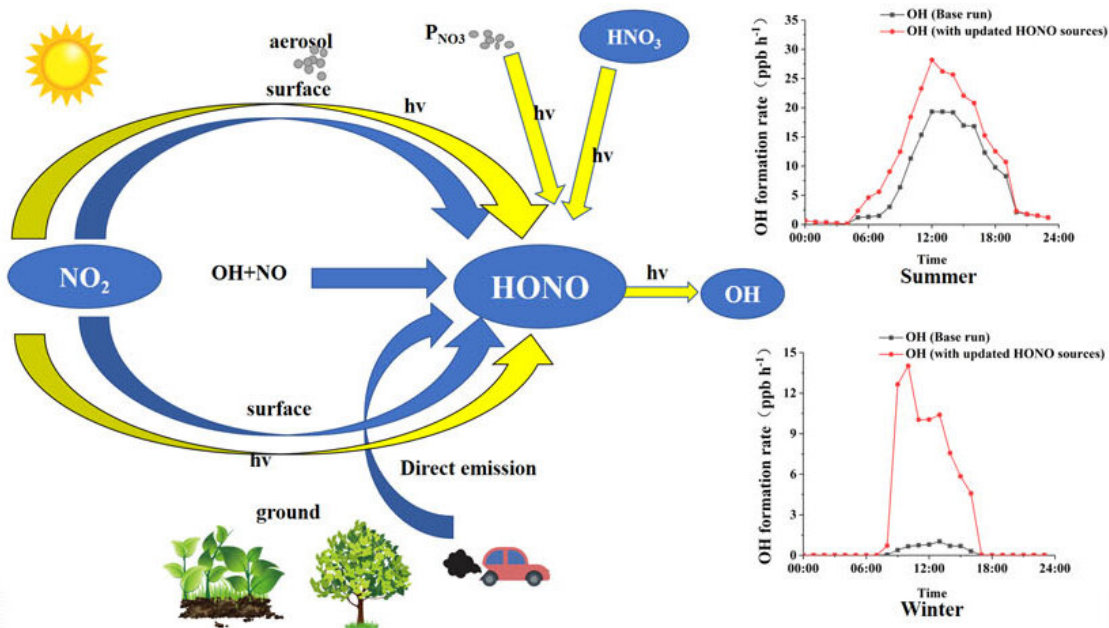 aerosol
surface
hv
P_NO3
HNO₃
hv
hv
NO₂
OH+NO
HONO
hv
OH
surface
hv
Direct emission
ground
OH (Base run)
OH (with updated HONO sources)
OH formation rate（ppb h⁻¹）
35
30
25
20
15
10
5
0
00:00 06:00 12:00 18:00 24:00
Time
Summer
OH (Base run)
OH (with updated HONO sources)
OH formation rate（ppb h⁻¹）
15
12
9
6
3
0
00:00 06:00 12:00 18:00 24:00
Time
Winter